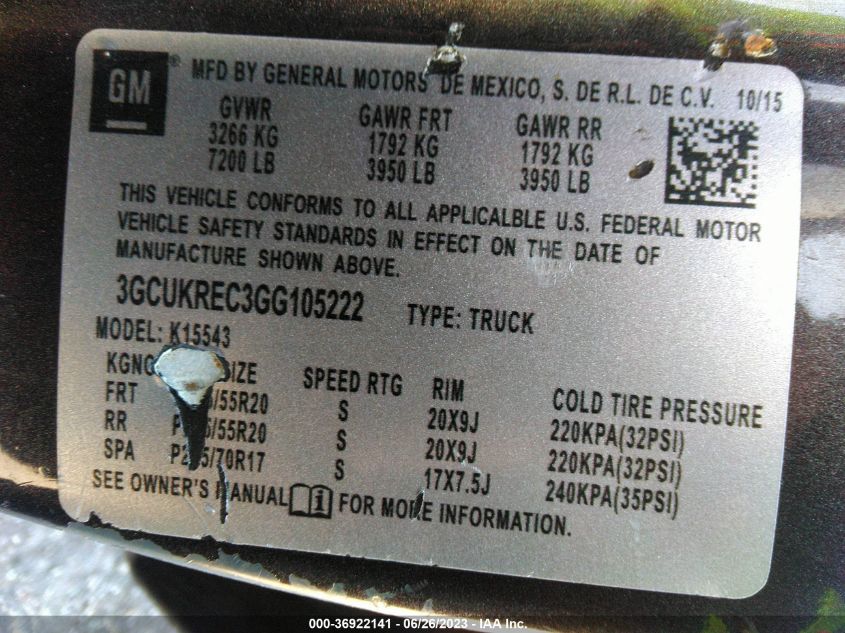 GM ® MFD BY GENERAL MOTORS DE MEXICO, S. DE R.L. DE C.V. 10/15
GVWR GAWR FRT GAWR RR
3266 KG 1792 KG 1792 KG
7200 LB 3950 LB 3950 LB
THIS VEHICLE CONFORMS TO ALL APPLICALBLE U.S. FEDERAL MOTOR
VEHICLE SAFETY STANDARDS IN EFFECT ON THE DATE OF
MANUFACTURE SHOWN ABOVE.
3GCUKREC3GG105222 TYPE: TRUCK
MODEL: K15543
SPEED RTG RIM COLD TIRE PRESSURE
FRT S 20X9J 220KPA(32PSI)
RR S 20X9J 220KPA(32PSI)
SPA S 17X7.5J 240KPA(35PSI)
SEE OWNER'S MANUAL FOR MORE INFORMATION.
000-36922141 - 06/26/2023 - IAA Inc.